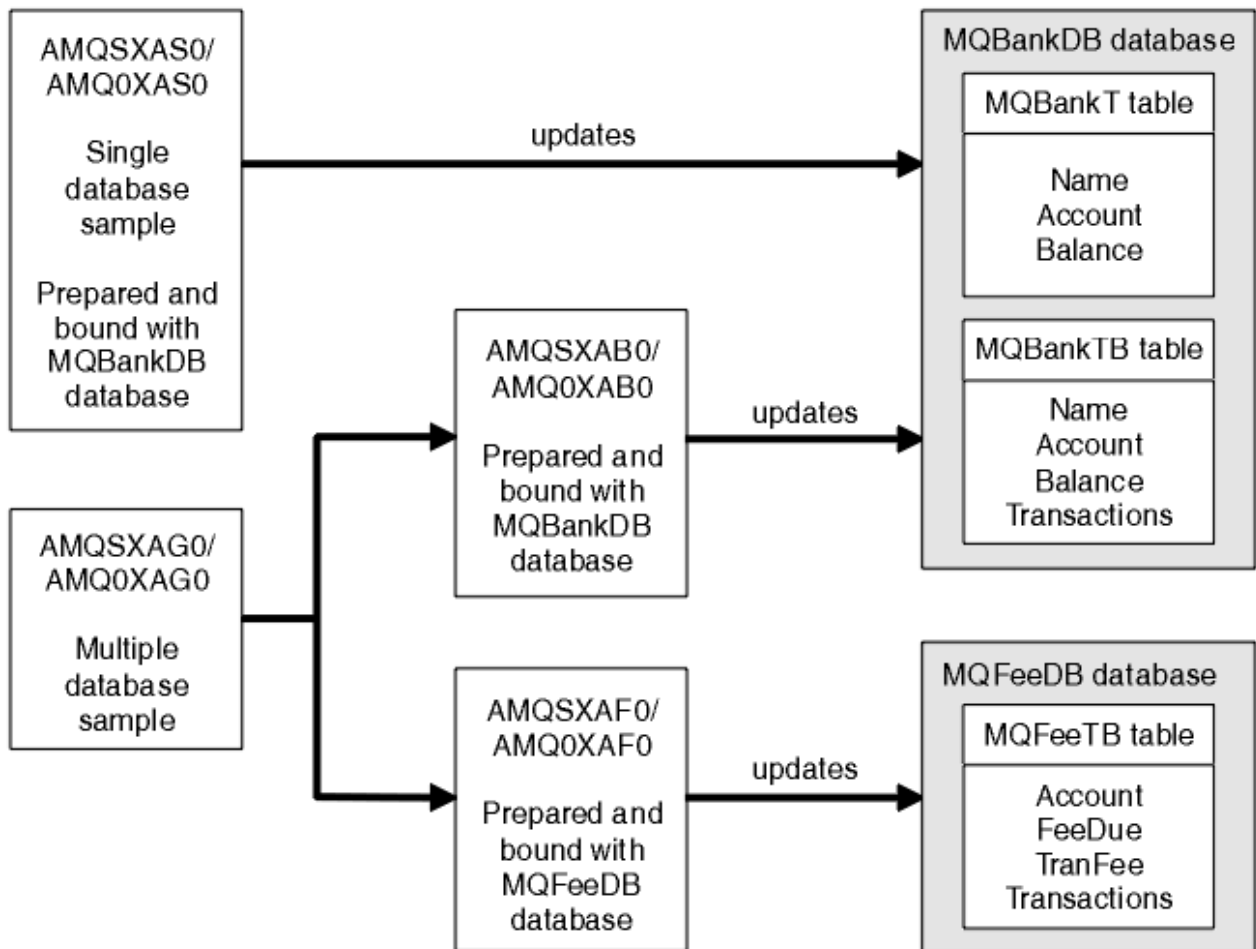 AMQSXAS0/
AMQ0XAS0
Single
database
sample
Prepared and
bound with
MQBankDB
database
updates
MQBankDB database
MQBankT table
Name
Account
Balance
MQBankTB table
Name
Account
Balance
Transactions
AMQSXAB0/
AMQ0XAB0
Prepared and
bound with
MQBankDB
database
updates
AMQSXAG0/
AMQ0XAG0
Multiple
database
sample
AMQSXAF0/
AMQ0XAF0
Prepared and
bound with
MQFeeDB
database
updates
MQFeeDB database
MQFeeTB table
Account
FeeDue
TranFee
Transactions